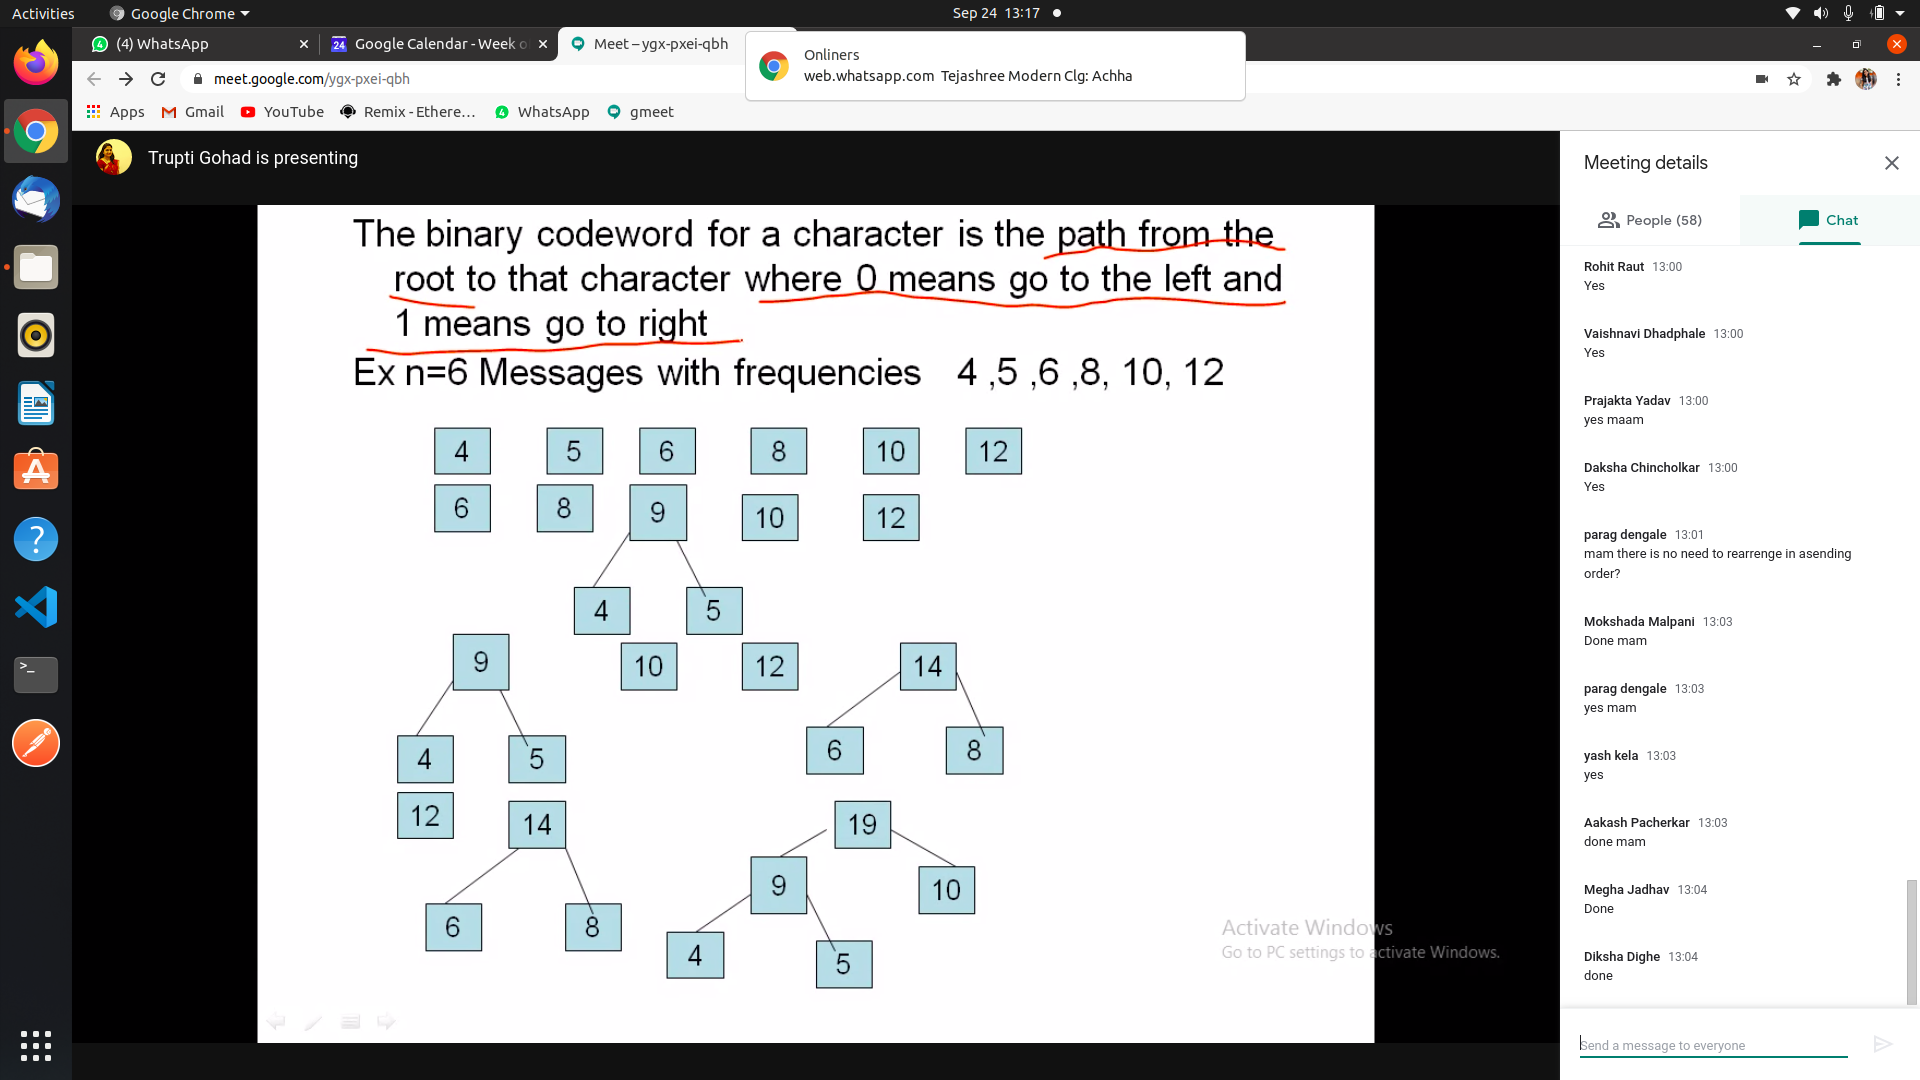 Activities
Google Chrome
Sep 24 13:17
(4) WhatsApp
Google Calendar - Week o
Meet – ygx-pxei-qbh
Onliners
web.whatsapp.com Tejashree Modern Clg: Achha
meet.google.com/ygx-pxei-qbh
Apps
Gmail
YouTube
Remix - Ethere…
WhatsApp
gmeet
Trupti Gohad is presenting
The binary codeword for a character is the path from the
root to that character where 0 means go to the left and
1 means go to right
Ex n=6 Messages with frequencies 4 ,5 ,6 ,8, 10, 12
4 5 6 8 10 12
6 8 9 10 12
4 5
9 10 12 14
4 5 6 8
12 14 19
9 10
6 8
4 5
Activate Windows
Go to PC settings to activate Windows.
Meeting details
People (58)
Chat
Rohit Raut 13:00
Yes
Vaishnavi Dhadphale 13:00
Yes
Prajakta Yadav 13:00
yes maam
Daksha Chincholkar 13:00
Yes
parag dengale 13:01
mam there is no need to rearrenge in asending
order?
Mokshada Malpani 13:03
Done mam
parag dengale 13:03
yes mam
yash kela 13:03
yes
Aakash Pacherkar 13:03
done mam
Megha Jadhav 13:04
Done
Diksha Dighe 13:04
done
Send a message to everyone